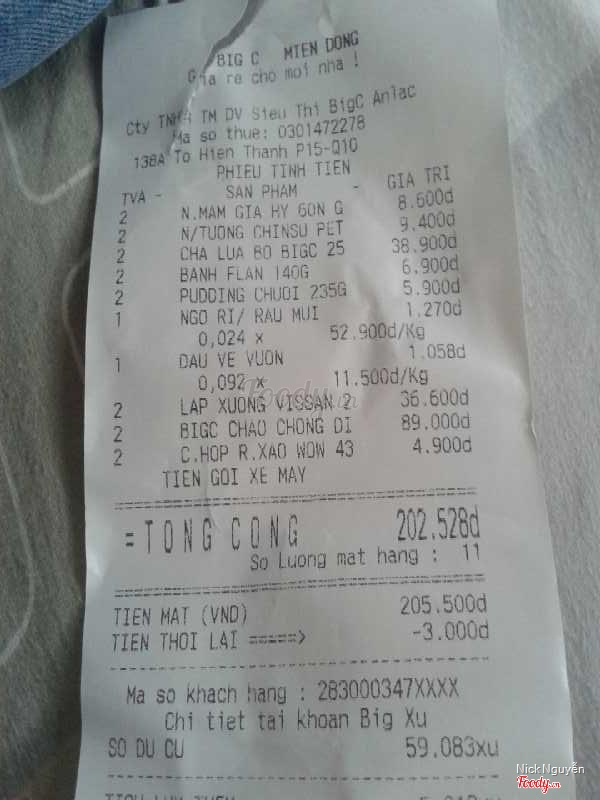 BIG C MIEN DONG
Gia re cho moi nha !
Cty TNHH TM DV Sieu Thi BigC Anlac
Ma so thue: 0301472278
138A To Hien Thanh P15-Q10
PHIEU TINH TIEN
TVA - SAN PHAM - GIA TRI
2 N.MAM GIA HY 60N G 8.600d
2 N/TUONG CHINSU PET 9.400d
2 CHA LUA BO BIGC 25 38.900d
2 BANH FLAN 140G 6.900d
2 PUDDING CHUOI 235G 5.900d
1 NGO RI/ RAU MUI 1.270d
0,024 x 52.900d/Kg
1 DAU VE VUON 1.058d
0,092 x 11.500d/Kg
2 LAP XUONG VISSAN 2 36.600d
2 BIGC CHAO CHONG DI 89.000d
2 C.HOP R.XAO WOW 43 4.900d
TIEN GOI XE MAY
=TONG CONG 202.528d
So Luong mat hang : 11
TIEN MAT (VND) 205.500d
TIEN THOI LAI ====> -3.000d
Ma so khach hang : 283000347XXXX
Chi tiet tai khoan Big Xu
SO DU CU 59.083xu
Foody.vn
Nick Nguyễn
Foody.vn